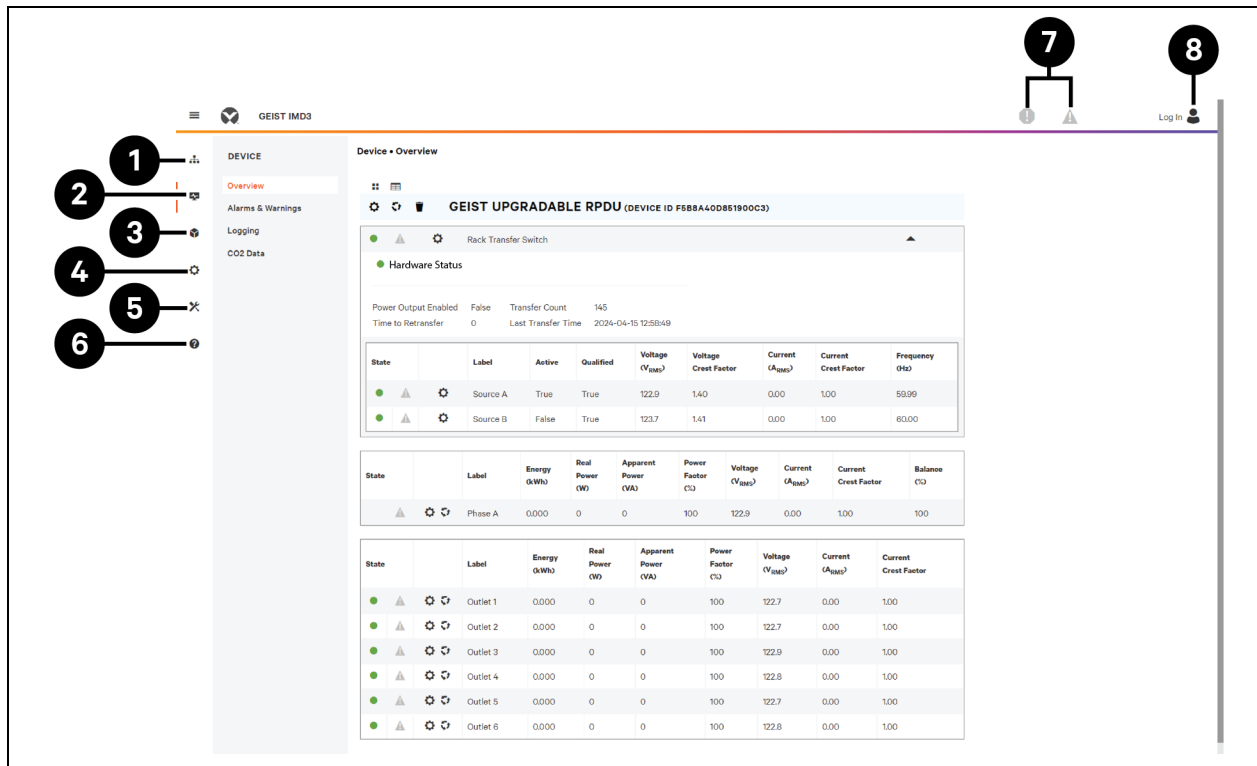 7
8
GEIST IMD3
Log In
1
2
3
4
5
6
DEVICE
Overview
Alarms & Warnings
Logging
CO2 Data
Device • Overview
GEIST UPGRADABLE RPDU (DEVICE ID F5B8A40D851900C3)
Rack Transfer Switch
Hardware Status
Power Output Enabled False Transfer Count 145
Time to Retransfer 0 Last Transfer Time 2024-04-15 12:58:49
State Label Active Qualified Voltage (VRMS) Voltage Crest Factor Current (ARMS) Current Crest Factor Frequency (Hz)
Source A True True 122.9 1.40 0.00 1.00 59.99
Source B False True 123.7 1.41 0.00 1.00 60.00
State Label Energy (kWh) Real Power (W) Apparent Power (VA) Power Factor (%) Voltage (VRMS) Current (ARMS) Current Crest Factor Balance (%)
Phase A 0.000 0 0 100 122.9 0.00 1.00 100
State Label Energy (kWh) Real Power (W) Apparent Power (VA) Power Factor (%) Voltage (VRMS) Current (ARMS) Current Crest Factor
Outlet 1 0.000 0 0 100 122.7 0.00 1.00
Outlet 2 0.000 0 0 100 122.7 0.00 1.00
Outlet 3 0.000 0 0 100 122.9 0.00 1.00
Outlet 4 0.000 0 0 100 122.8 0.00 1.00
Outlet 5 0.000 0 0 100 122.7 0.00 1.00
Outlet 6 0.000 0 0 100 122.8 0.00 1.00